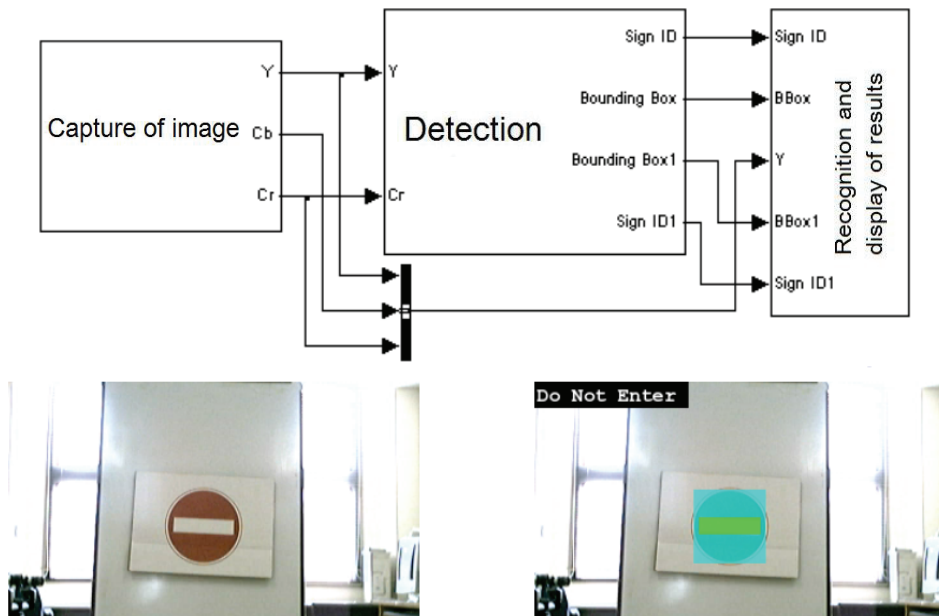 Capture of image
Y
Cb
Cr
Y
Cr
Detection
Sign ID
Bounding Box
Bounding Box1
Sign ID1
Sign ID
BBox
Y
BBox1
Sign ID1
Recognition and
display of results
Do Not Enter